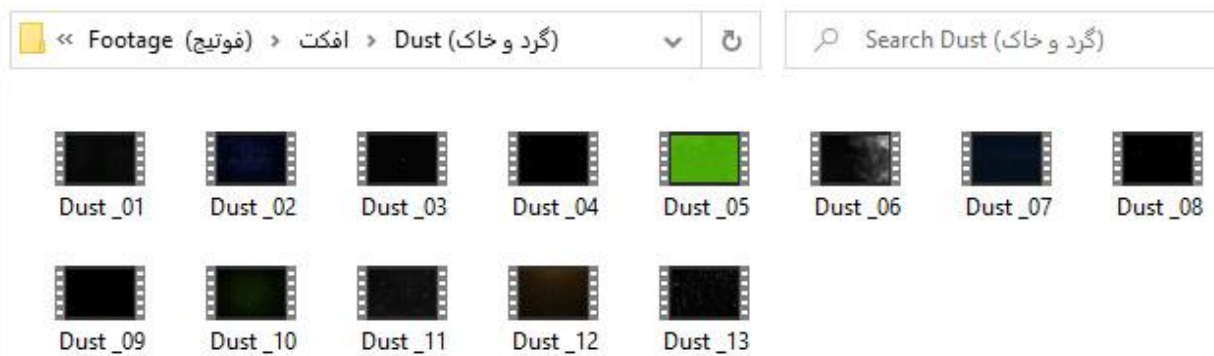 « Footage (فوتیج) › افکت › Dust (گرد و خاک)
Search Dust (گرد و خاک)
Dust _01 Dust _02 Dust _03 Dust _04 Dust _05 Dust _06 Dust _07 Dust _08
Dust _09 Dust _10 Dust _11 Dust _12 Dust _13